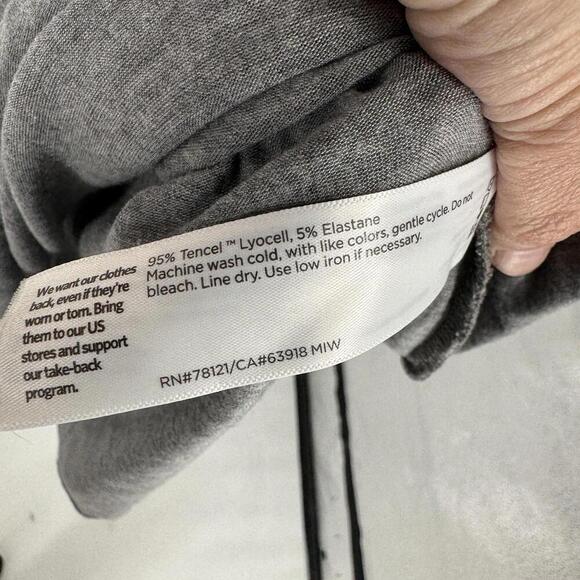 We want our clothes
back, even if they're
worn or torn. Bring
them to our US
stores and support
our take-back
program.
95% Tencel™ Lyocell, 5% Elastane
Machine wash cold, with like colors, gentle cycle. Do not
bleach. Line dry. Use low iron if necessary.
RN#78121/CA#63918 MIW